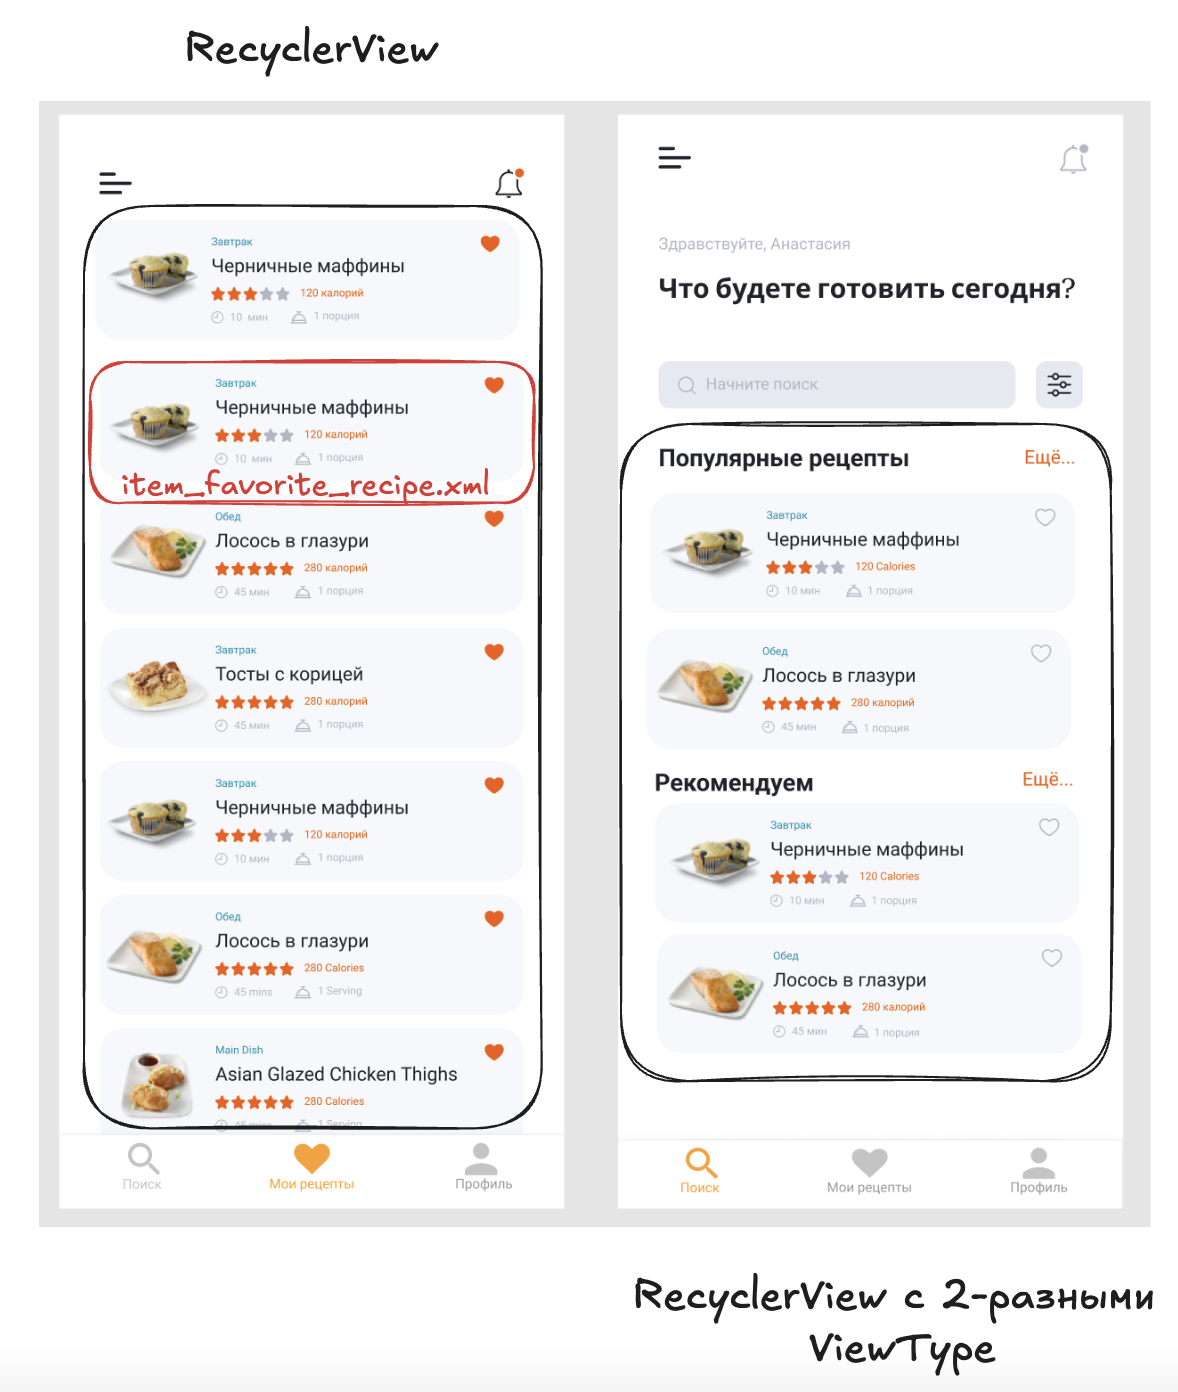 RecyclerView
Завтрак
Черничные маффины
120 калорий
10 мин
1 порция
Завтрак
Черничные маффины
120 калорий
10 мин
1 порция
item_favorite_recipe.xml
Обед
Лосось в глазури
280 калорий
45 мин
1 порция
Завтрак
Тосты с корицей
280 калорий
45 мин
1 порция
Завтрак
Черничные маффины
120 калорий
10 мин
1 порция
Обед
Лосось в глазури
280 Calories
45 mins
1 Serving
Main Dish
Asian Glazed Chicken Thighs
280 Calories
45 mins
1 Serving
Поиск
Мои рецепты
Профиль
Здравствуйте, Анастасия
Что будете готовить сегодня?
Начните поиск
Популярные рецепты
Ещё...
Завтрак
Черничные маффины
120 Calories
10 мин
1 порция
Обед
Лосось в глазури
280 калорий
45 мин
1 порция
Рекомендуем
Ещё...
Завтрак
Черничные маффины
120 Calories
10 мин
1 порция
Обед
Лосось в глазури
280 калорий
45 мин
1 порция
Поиск
Мои рецепты
Профиль
RecyclerView с 2-разными
ViewType